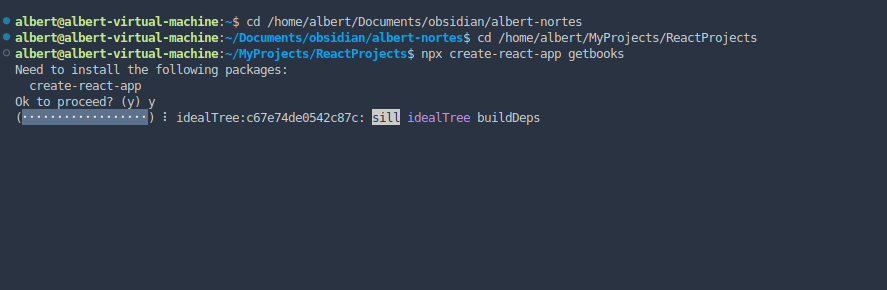 albert@albert-virtual-machine:~$ cd /home/albert/Documents/obsidian/albert-nortes
albert@albert-virtual-machine:~/Documents/obsidian/albert-nortes$ cd /home/albert/MyProjects/ReactProjects
albert@albert-virtual-machine:~/MyProjects/ReactProjects$ npx create-react-app getbooks
Need to install the following packages:
  create-react-app
Ok to proceed? (y) y
(··················) ⠸ idealTree:c67e74de0542c87c: sill idealTree buildDeps